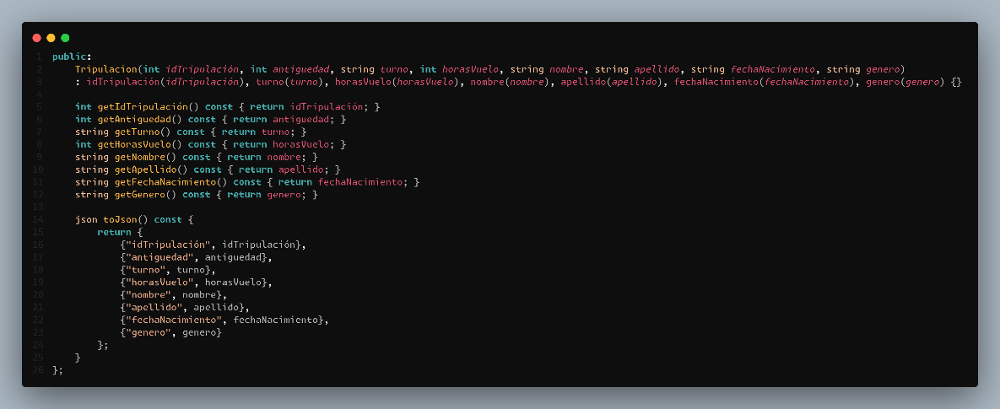 1 public:
2 Tripulacion(int idTripulación, int antiguedad, string turno, int horasVuelo, string nombre, string apellido, string fechaNacimiento, string genero)
3 : idTripulación(idTripulación), turno(turno), horasVuelo(horasVuelo), nombre(nombre), apellido(apellido), fechaNacimiento(fechaNacimiento), genero(genero) {}
4
5 int getIdTripulación() const { return idTripulación; }
6 int getAntiguedad() const { return antiguedad; }
7 string getTurno() const { return turno; }
8 int getHorasVuelo() const { return horasVuelo; }
9 string getNombre() const { return nombre; }
10 string getApellido() const { return apellido; }
11 string getFechaNacimiento() const { return fechaNacimiento; }
12 string getGenero() const { return genero; }
13
14 json toJson() const {
15 return {
16 {"idTripulación", idTripulación},
17 {"antiguedad", antiguedad},
18 {"turno", turno},
19 {"horasVuelo", horasVuelo},
20 {"nombre", nombre},
21 {"apellido", apellido},
22 {"fechaNacimiento", fechaNacimiento},
23 {"genero", genero}
24 };
25 }
26 };